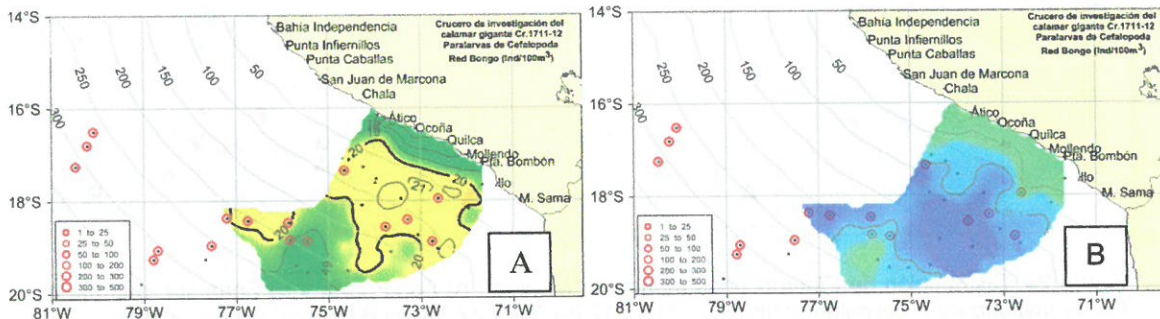 14°S
16°S
18°S
20°S
81°W
79°W
77°W
75°W
73°W
71°W
Bahía Independencia
Punta Infiernillos
Punta Caballas
San Juan de Marcona
Chala
Ático
Ocoña
Quilca
Mollendo
Pta. Bombón
Ilo
M. Sama
Crucero de investigación del
calamar gigante Cr.1711-12
Paralarvas de Cefalopoda
Red Bongo (Ind/100m³)
300
250
200
150
100
50
20
20
20
21
20
1 to 25
25 to 50
50 to 100
100 to 200
200 to 300
300 to 500
A
14°S
16°S
18°S
20°S
81°W
79°W
77°W
75°W
73°W
71°W
Bahía Independencia
Punta Infiernillos
Punta Caballas
San Juan de Marcona
Chala
Ático
Ocoña
Quilca
Mollendo
Pta. Bombón
Ilo
M. Sama
Crucero de investigación del
calamar gigante Cr.1711-12
Paralarvas de Cefalopoda
Red Bongo (Ind/100m³)
300
250
200
150
100
50
1 to 25
25 to 50
50 to 100
100 to 200
200 to 300
300 to 500
B